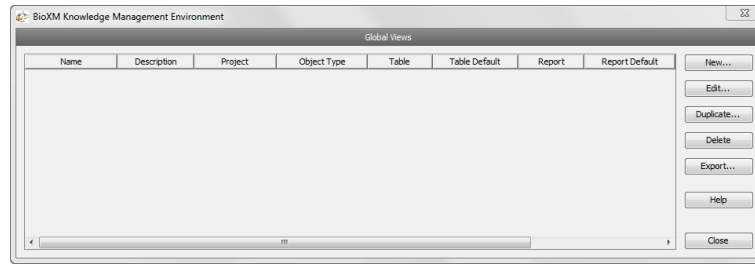 BioXM Knowledge Management Environment
Global Views
Name Description Project Object Type Table Table Default Report Report Default
New...
Edit...
Duplicate...
Delete
Export...
Help
Close